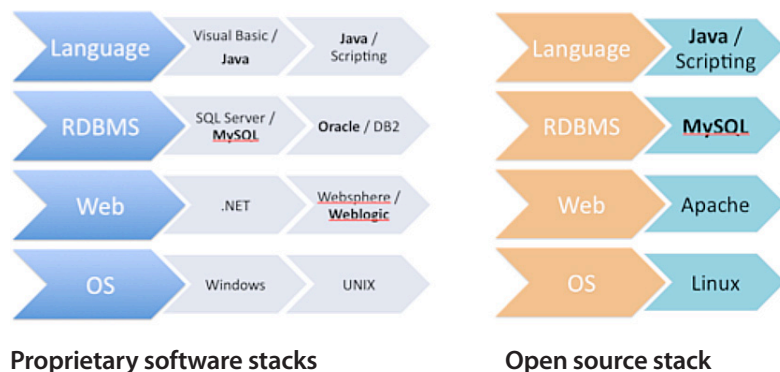 Language
Visual Basic /
Java
Java /
Scripting
Language
Java /
Scripting
RDBMS
SQL Server /
MySQL
Oracle / DB2
RDBMS
MySQL
Web
.NET
Websphere /
Weblogic
Web
Apache
OS
Windows
UNIX
OS
Linux
Proprietary software stacks
Open source stack